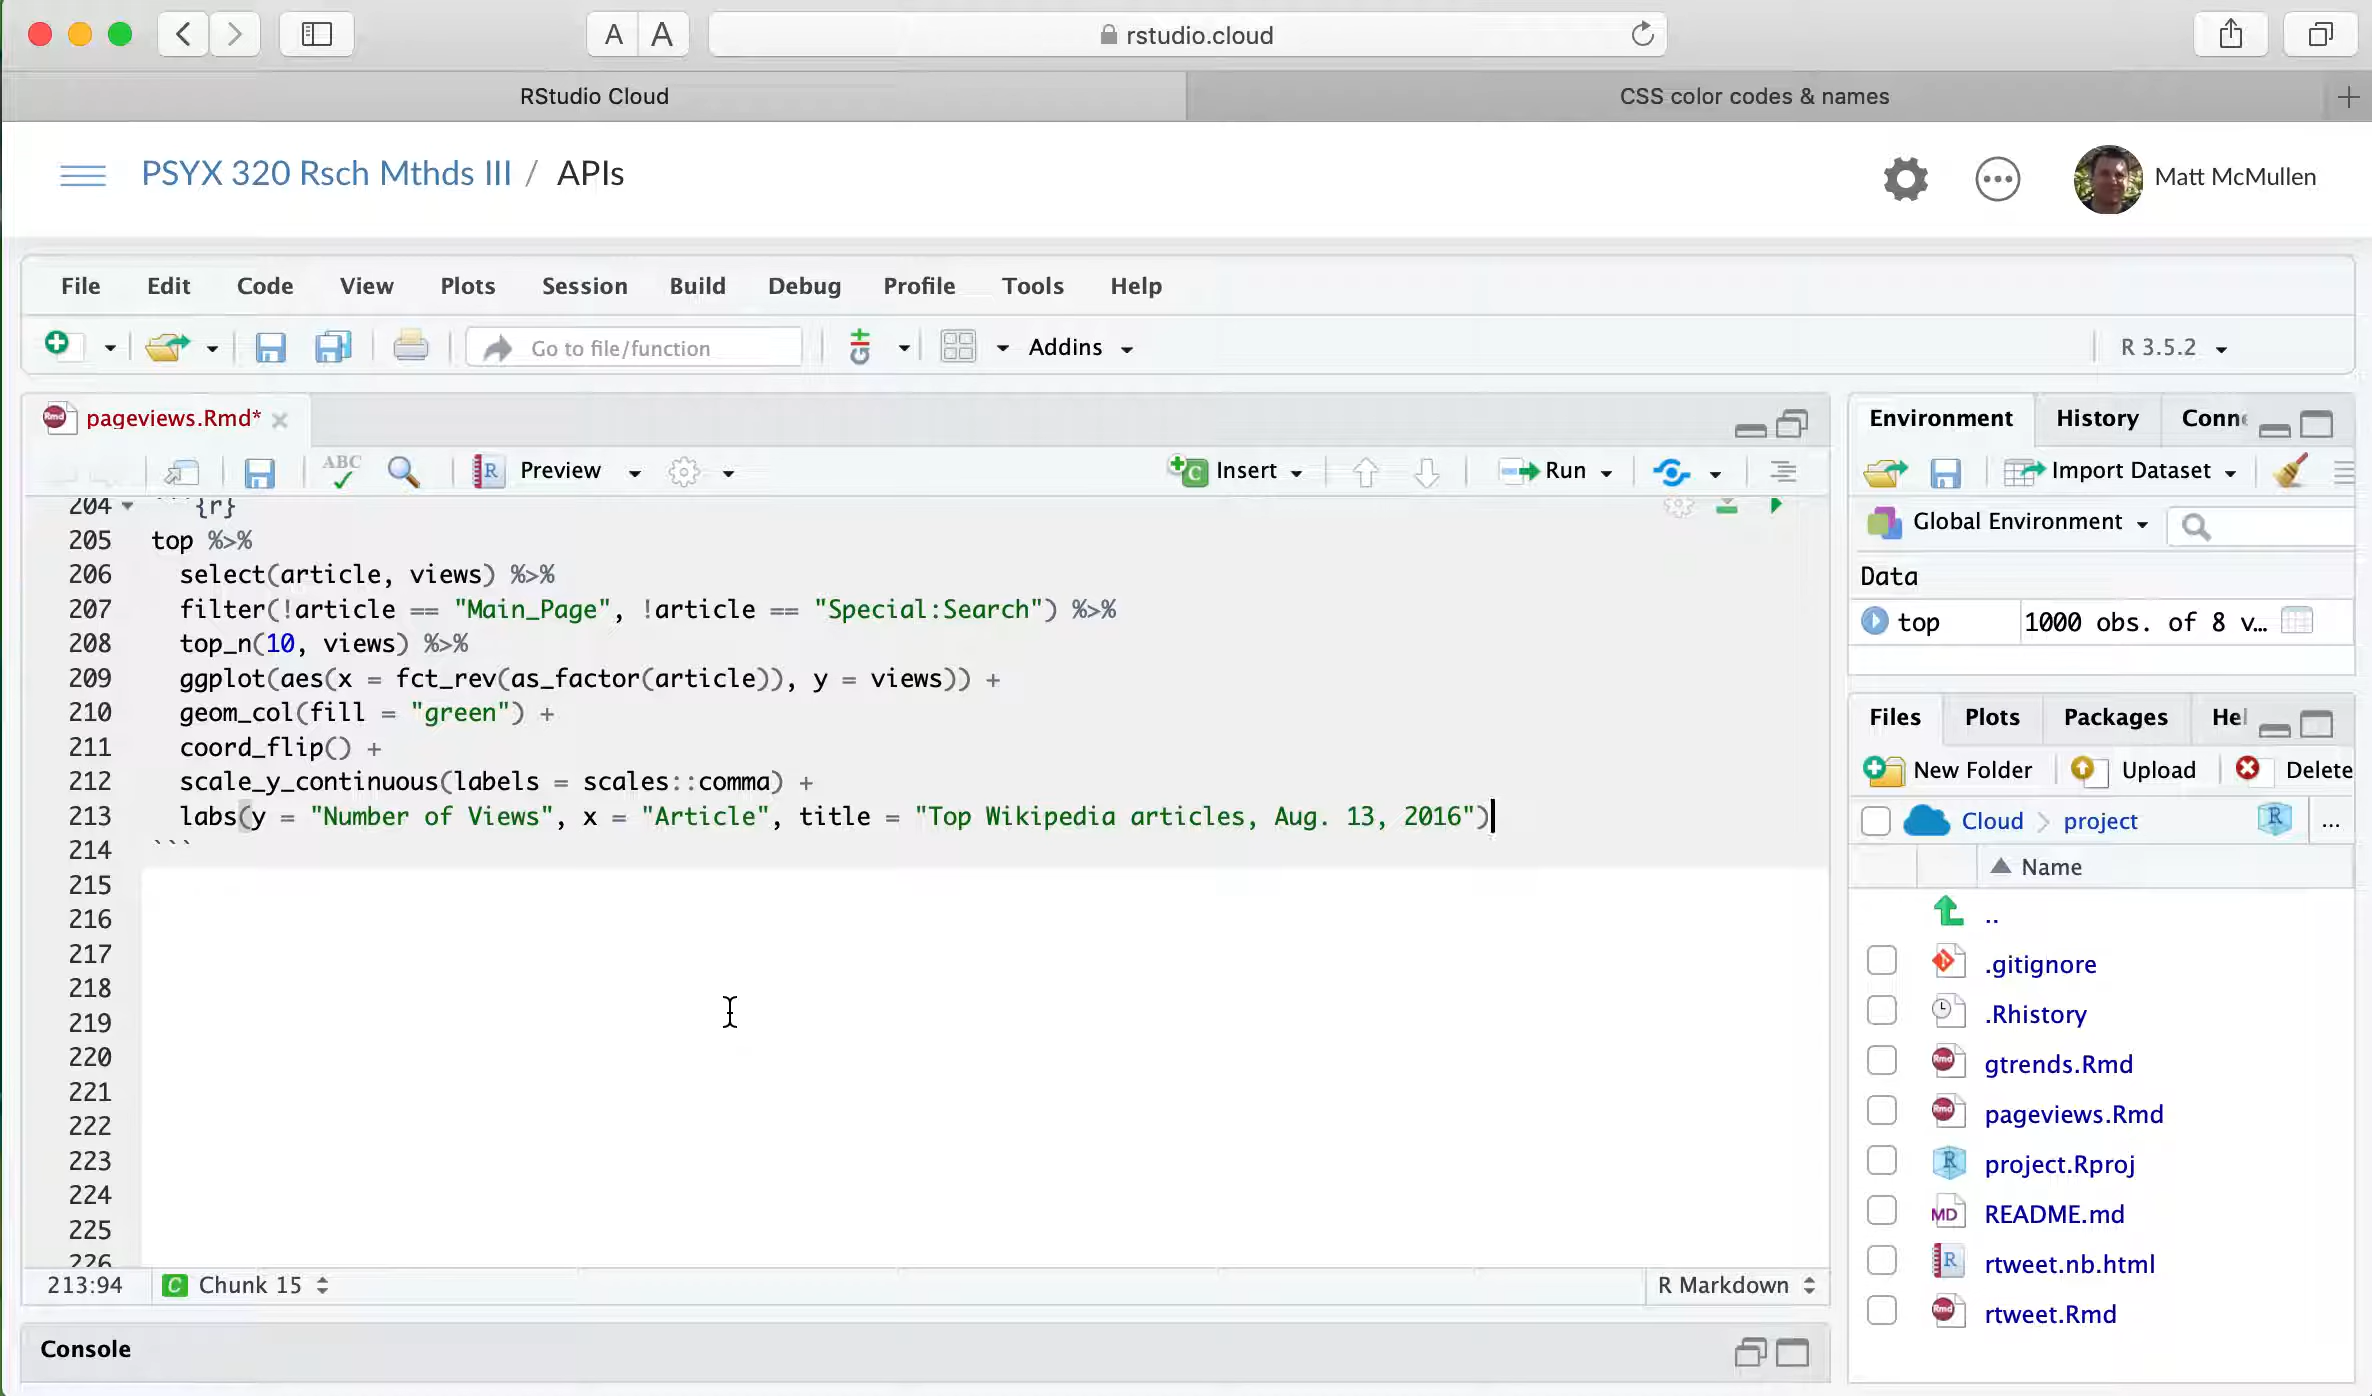 A A rstudio.cloud
RStudio Cloud CSS color codes & names
PSYX 320 Rsch Mthds III / APIs Matt McMullen
File Edit Code View Plots Session Build Debug Profile Tools Help
Go to file/function Addins R 3.5.2
pageviews.Rmd*
ABC Preview Insert Run
204 ```{r}
205 top %>%
206 select(article, views) %>%
207 filter(!article == "Main_Page", !article == "Special:Search") %>%
208 top_n(10, views) %>%
209 ggplot(aes(x = fct_rev(as_factor(article)), y = views)) +
210 geom_col(fill = "green") +
211 coord_flip() +
212 scale_y_continuous(labels = scales::comma) +
213 labs(y = "Number of Views", x = "Article", title = "Top Wikipedia articles, Aug. 13, 2016")
214 ```
215
216
217
218
219
220
221
222
223
224
225
226
213:94 C Chunk 15 R Markdown
Console
Environment History Conne
Import Dataset
Global Environment
Data
top 1000 obs. of 8 v…
Files Plots Packages Hel
New Folder Upload Delete
Cloud project R ...
Name
..
.gitignore
.Rhistory
gtrends.Rmd
pageviews.Rmd
project.Rproj
README.md
rtweet.nb.html
rtweet.Rmd